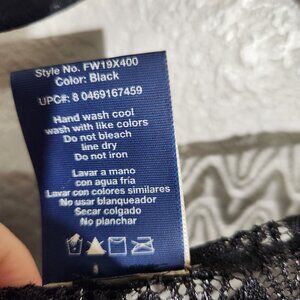 Style No. FW19X400
Color: Black
UPC#: 8 0469167459
Hand wash cool
wash with like colors
Do not bleach
line dry
Do not iron
Lavar a mano
con agua fria
Lavar con colores similares
No usar blanqueador
Secar colgado
No planchar